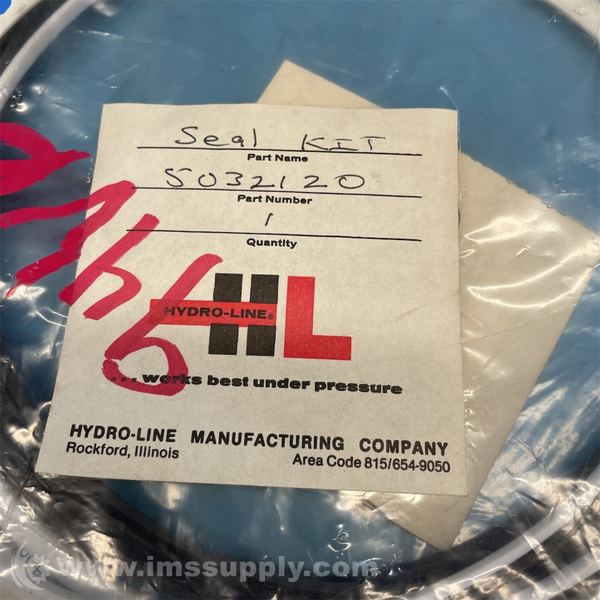 Seal KIT
Part Name
5032120
Part Number
1
Quantity
HYDRO-LINE®
HL
... works best under pressure
HYDRO-LINE MANUFACTURING COMPANY
Rockford, Illinois
Area Code 815/654-9050
www.imssupply.com